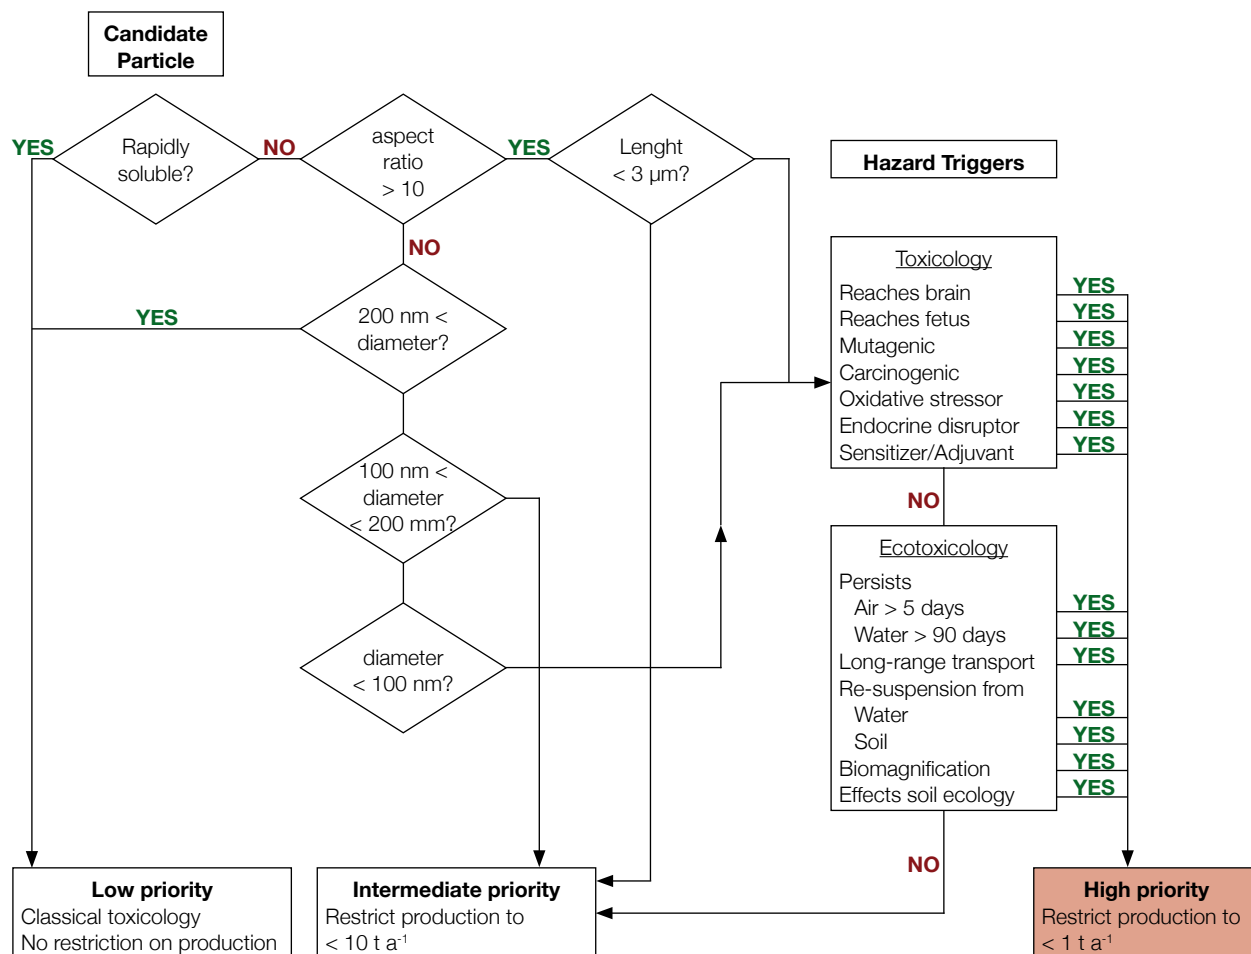 Candidate
Particle
YES
Rapidly
soluble?
NO
aspect
ratio
> 10
YES
Lenght
< 3 µm?
Hazard Triggers
NO
YES
200 nm <
diameter?
100 nm <
diameter
< 200 mm?
diameter
< 100 nm?
Toxicology
Reaches brain
YES
Reaches fetus
YES
Mutagenic
YES
Carcinogenic
YES
Oxidative stressor
YES
Endocrine disruptor
YES
Sensitizer/Adjuvant
YES
NO
Ecotoxicology
Persists
Air > 5 days
YES
Water > 90 days
YES
Long-range transport
YES
Re-suspension from
Water
YES
Soil
YES
Biomagnification
YES
Effects soil ecology
YES
NO
Low priority
Classical toxicology
No restriction on production
Intermediate priority
Restrict production to
< 10 t a⁻¹
High priority
Restrict production to
< 1 t a⁻¹